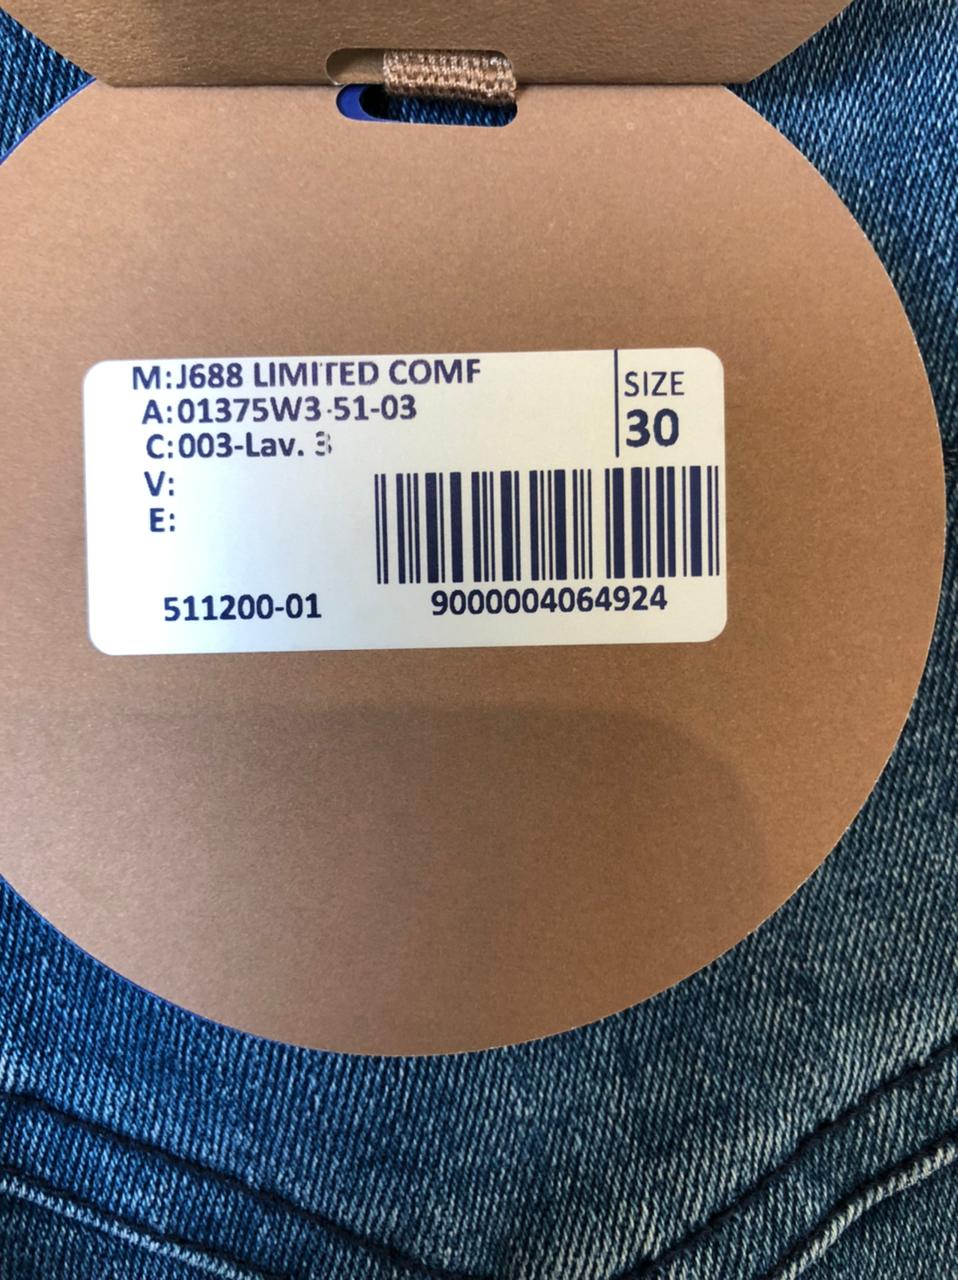 M:J688 LIMITED COMF
A:01375W3-51-03
C:003-Lav. 3
V:
E:
SIZE
30
511200-01
9000004064924